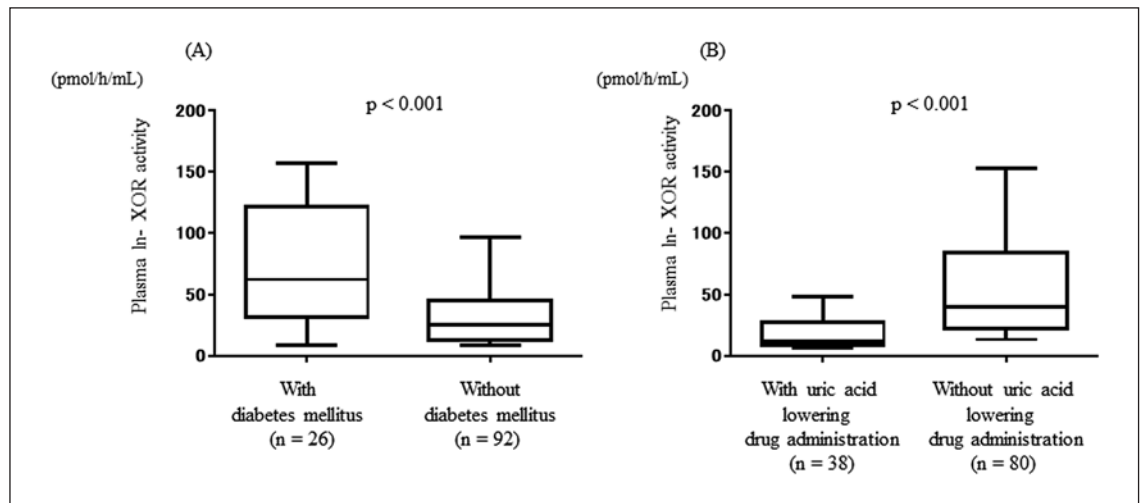 (A)
(pmol/h/mL)
p < 0.001
Plasma ln- XOR activity
200
150
100
50
0
With
diabetes mellitus
(n = 26)
Without
diabetes mellitus
(n = 92)
(B)
(pmol/h/mL)
p < 0.001
Plasma ln- XOR activity
200
150
100
50
0
With uric acid
lowering
drug administration
(n = 38)
Without uric acid
lowering
drug administration
(n = 80)